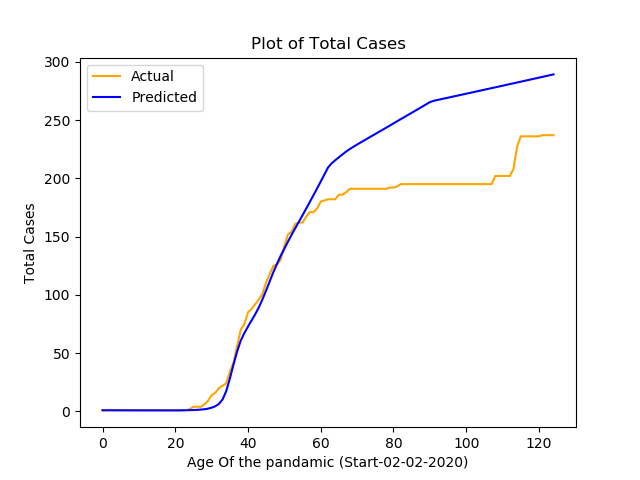 Plot of Total Cases
Actual
Predicted
300
250
200
150
100
50
0
Total Cases
0 20 40 60 80 100 120
Age Of the pandamic (Start-02-02-2020)